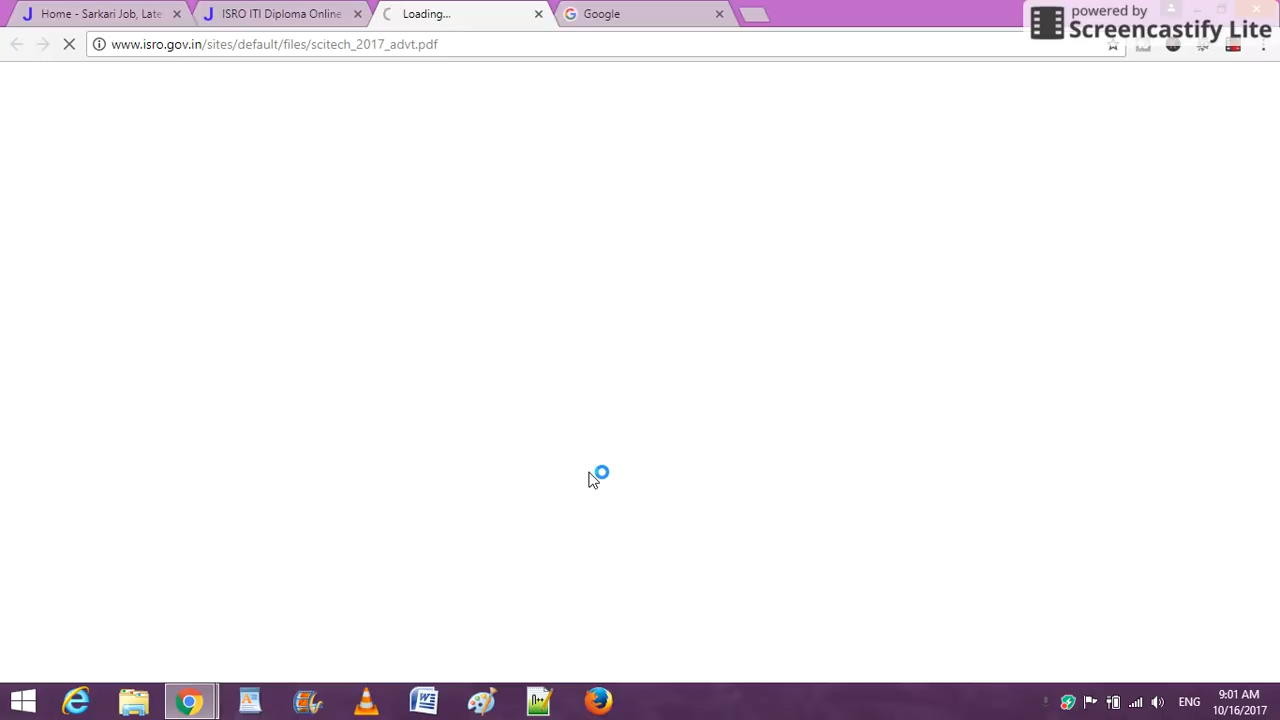 Home - Sarkari Job, Late
ISRO ITI Diploma Onli
Loading...
Google
powered by
Screencastify Lite
www.isro.gov.in/sites/default/files/scitech_2017_advt.pdf
ENG
9:01 AM
10/16/2017